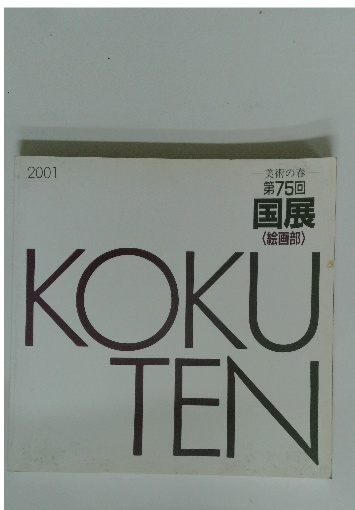 2001
美術の春
第75回
国展
〈絵画部〉
KOKU
TEN